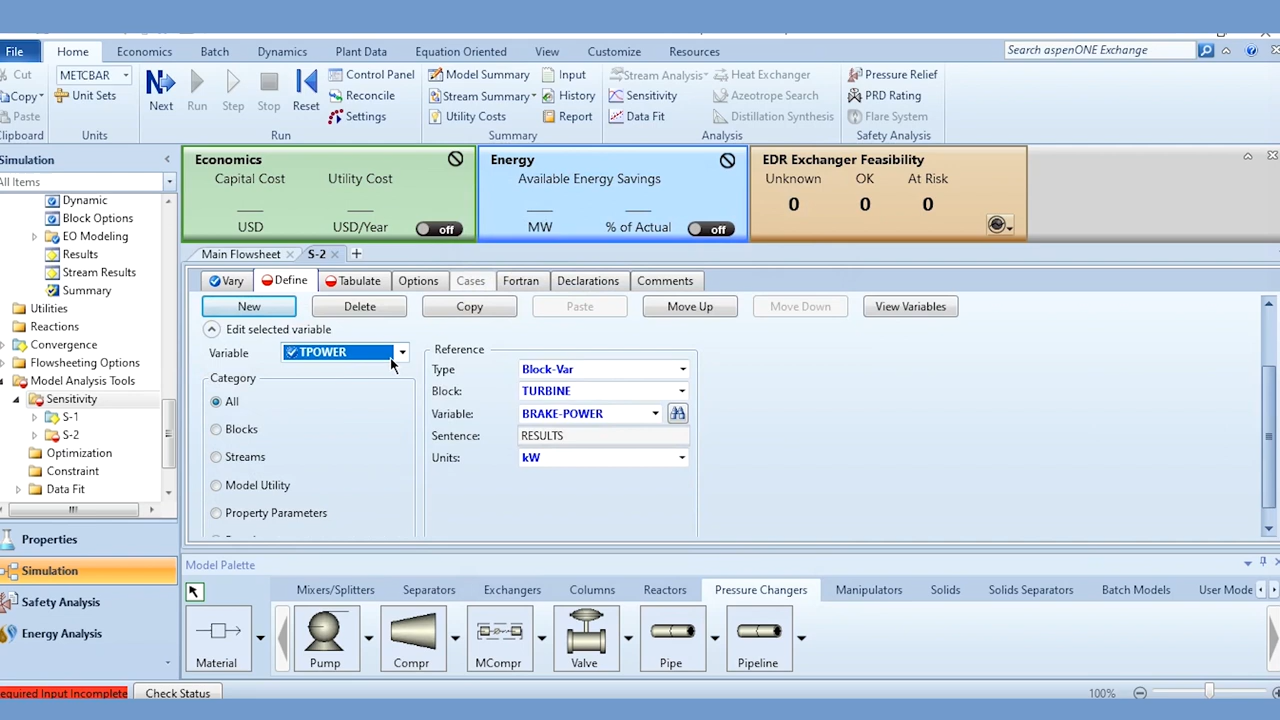 File Home Economics Batch Dynamics Plant Data Equation Oriented View Customize Resources Search aspenONE Exchange
Cut METCBAR Control Panel Model Summary Input Stream Analysis Heat Exchanger Pressure Relief
Copy Unit Sets Next Run Step Stop Reset Reconcile Stream Summary History Sensitivity Azeotrope Search PRD Rating
Paste Settings Utility Costs Report Data Fit Distillation Synthesis Flare System
Clipboard Units Run Summary Analysis Safety Analysis
Simulation
All Items
Dynamic
Block Options
EO Modeling
Results
Stream Results
Summary
Utilities
Reactions
Convergence
Flowsheeting Options
Model Analysis Tools
Sensitivity
S-1
S-2
Optimization
Constraint
Data Fit
Properties
Simulation
Safety Analysis
Energy Analysis
Economics Energy EDR Exchanger Feasibility
Capital Cost Utility Cost Available Energy Savings Unknown OK At Risk
0 0 0
USD USD/Year off MW % of Actual off
Main Flowsheet S-2
Vary Define Tabulate Options Cases Fortran Declarations Comments
New Delete Copy Paste Move Up Move Down View Variables
Edit selected variable
Variable TPOWER
Category
All
Blocks
Streams
Model Utility
Property Parameters
Reference
Type Block-Var
Block: TURBINE
Variable: BRAKE-POWER
Sentence: RESULTS
Units: kW
Model Palette
Mixers/Splitters Separators Exchangers Columns Reactors Pressure Changers Manipulators Solids Solids Separators Batch Models User Mode
Material Pump Compr MCompr Valve Pipe Pipeline
equired Input Incomplete Check Status 100%